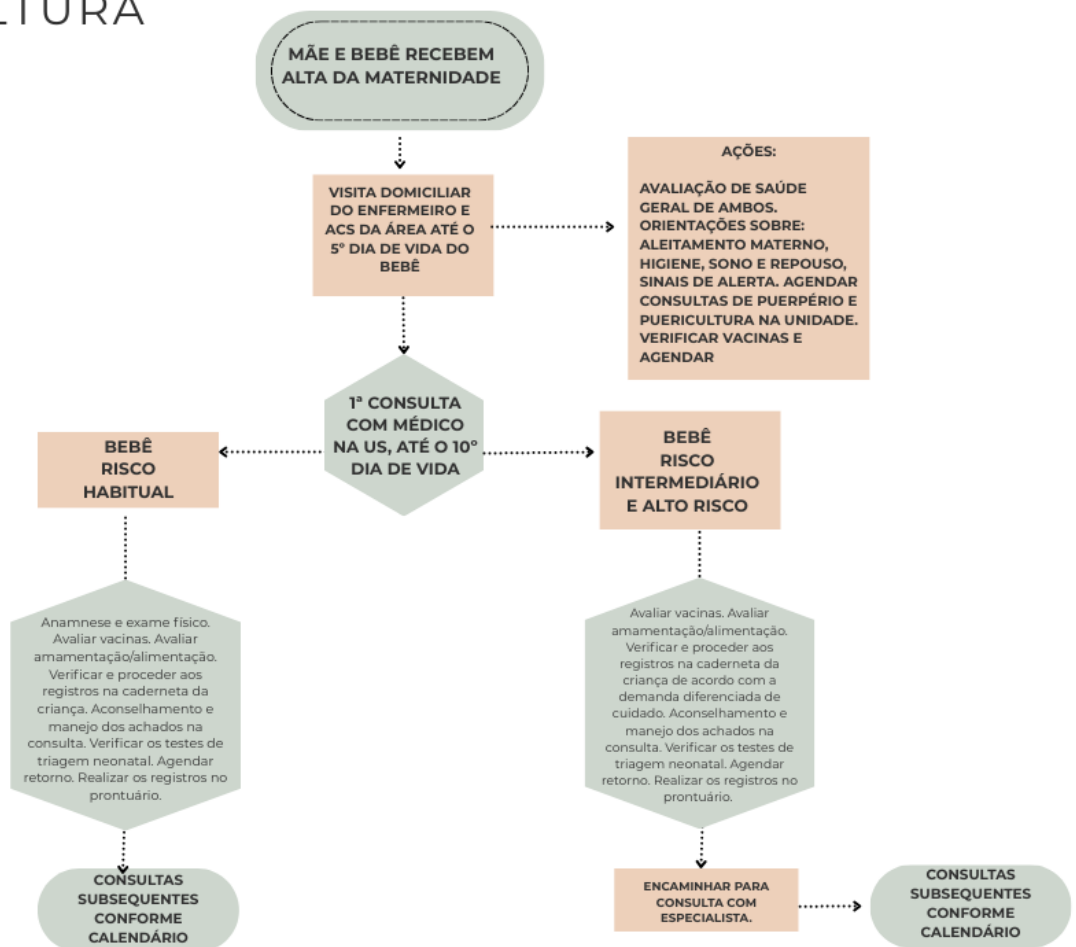 LTURA
MÃE E BEBÊ RECEBEM
ALTA DA MATERNIDADE
VISITA DOMICILIAR
DO ENFERMEIRO E
ACS DA ÁREA ATÉ O
5º DIA DE VIDA DO
BEBÊ
AÇÕES:
AVALIAÇÃO DE SAÚDE
GERAL DE AMBOS.
ORIENTAÇÕES SOBRE:
ALEITAMENTO MATERNO,
HIGIENE, SONO E REPOUSO,
SINAIS DE ALERTA. AGENDAR
CONSULTAS DE PUERPÉRIO E
PUERICULTURA NA UNIDADE.
VERIFICAR VACINAS E
AGENDAR
1ª CONSULTA
COM MÉDICO
NA US, ATÉ O 10º
DIA DE VIDA
BEBÊ
RISCO
HABITUAL
BEBÊ
RISCO
INTERMEDIÁRIO
E ALTO RISCO
Anamnese e exame físico.
Avaliar vacinas. Avaliar
amamentação/alimentação.
Verificar e proceder aos
registros na caderneta da
criança. Aconselhamento e
manejo dos achados na
consulta. Verificar os testes de
triagem neonatal. Agendar
retorno. Realizar os registros no
prontuário.
Avaliar vacinas. Avaliar
amamentação/alimentação.
Verificar e proceder aos
registros na caderneta da
criança de acordo com a
demanda diferenciada de
cuidado. Aconselhamento e
manejo dos achados na
consulta. Verificar os testes de
triagem neonatal. Agendar
retorno. Realizar os registros no
prontuário.
CONSULTAS
SUBSEQUENTES
CONFORME
CALENDÁRIO
ENCAMINHAR PARA
CONSULTA COM
ESPECIALISTA.
CONSULTAS
SUBSEQUENTES
CONFORME
CALENDÁRIO